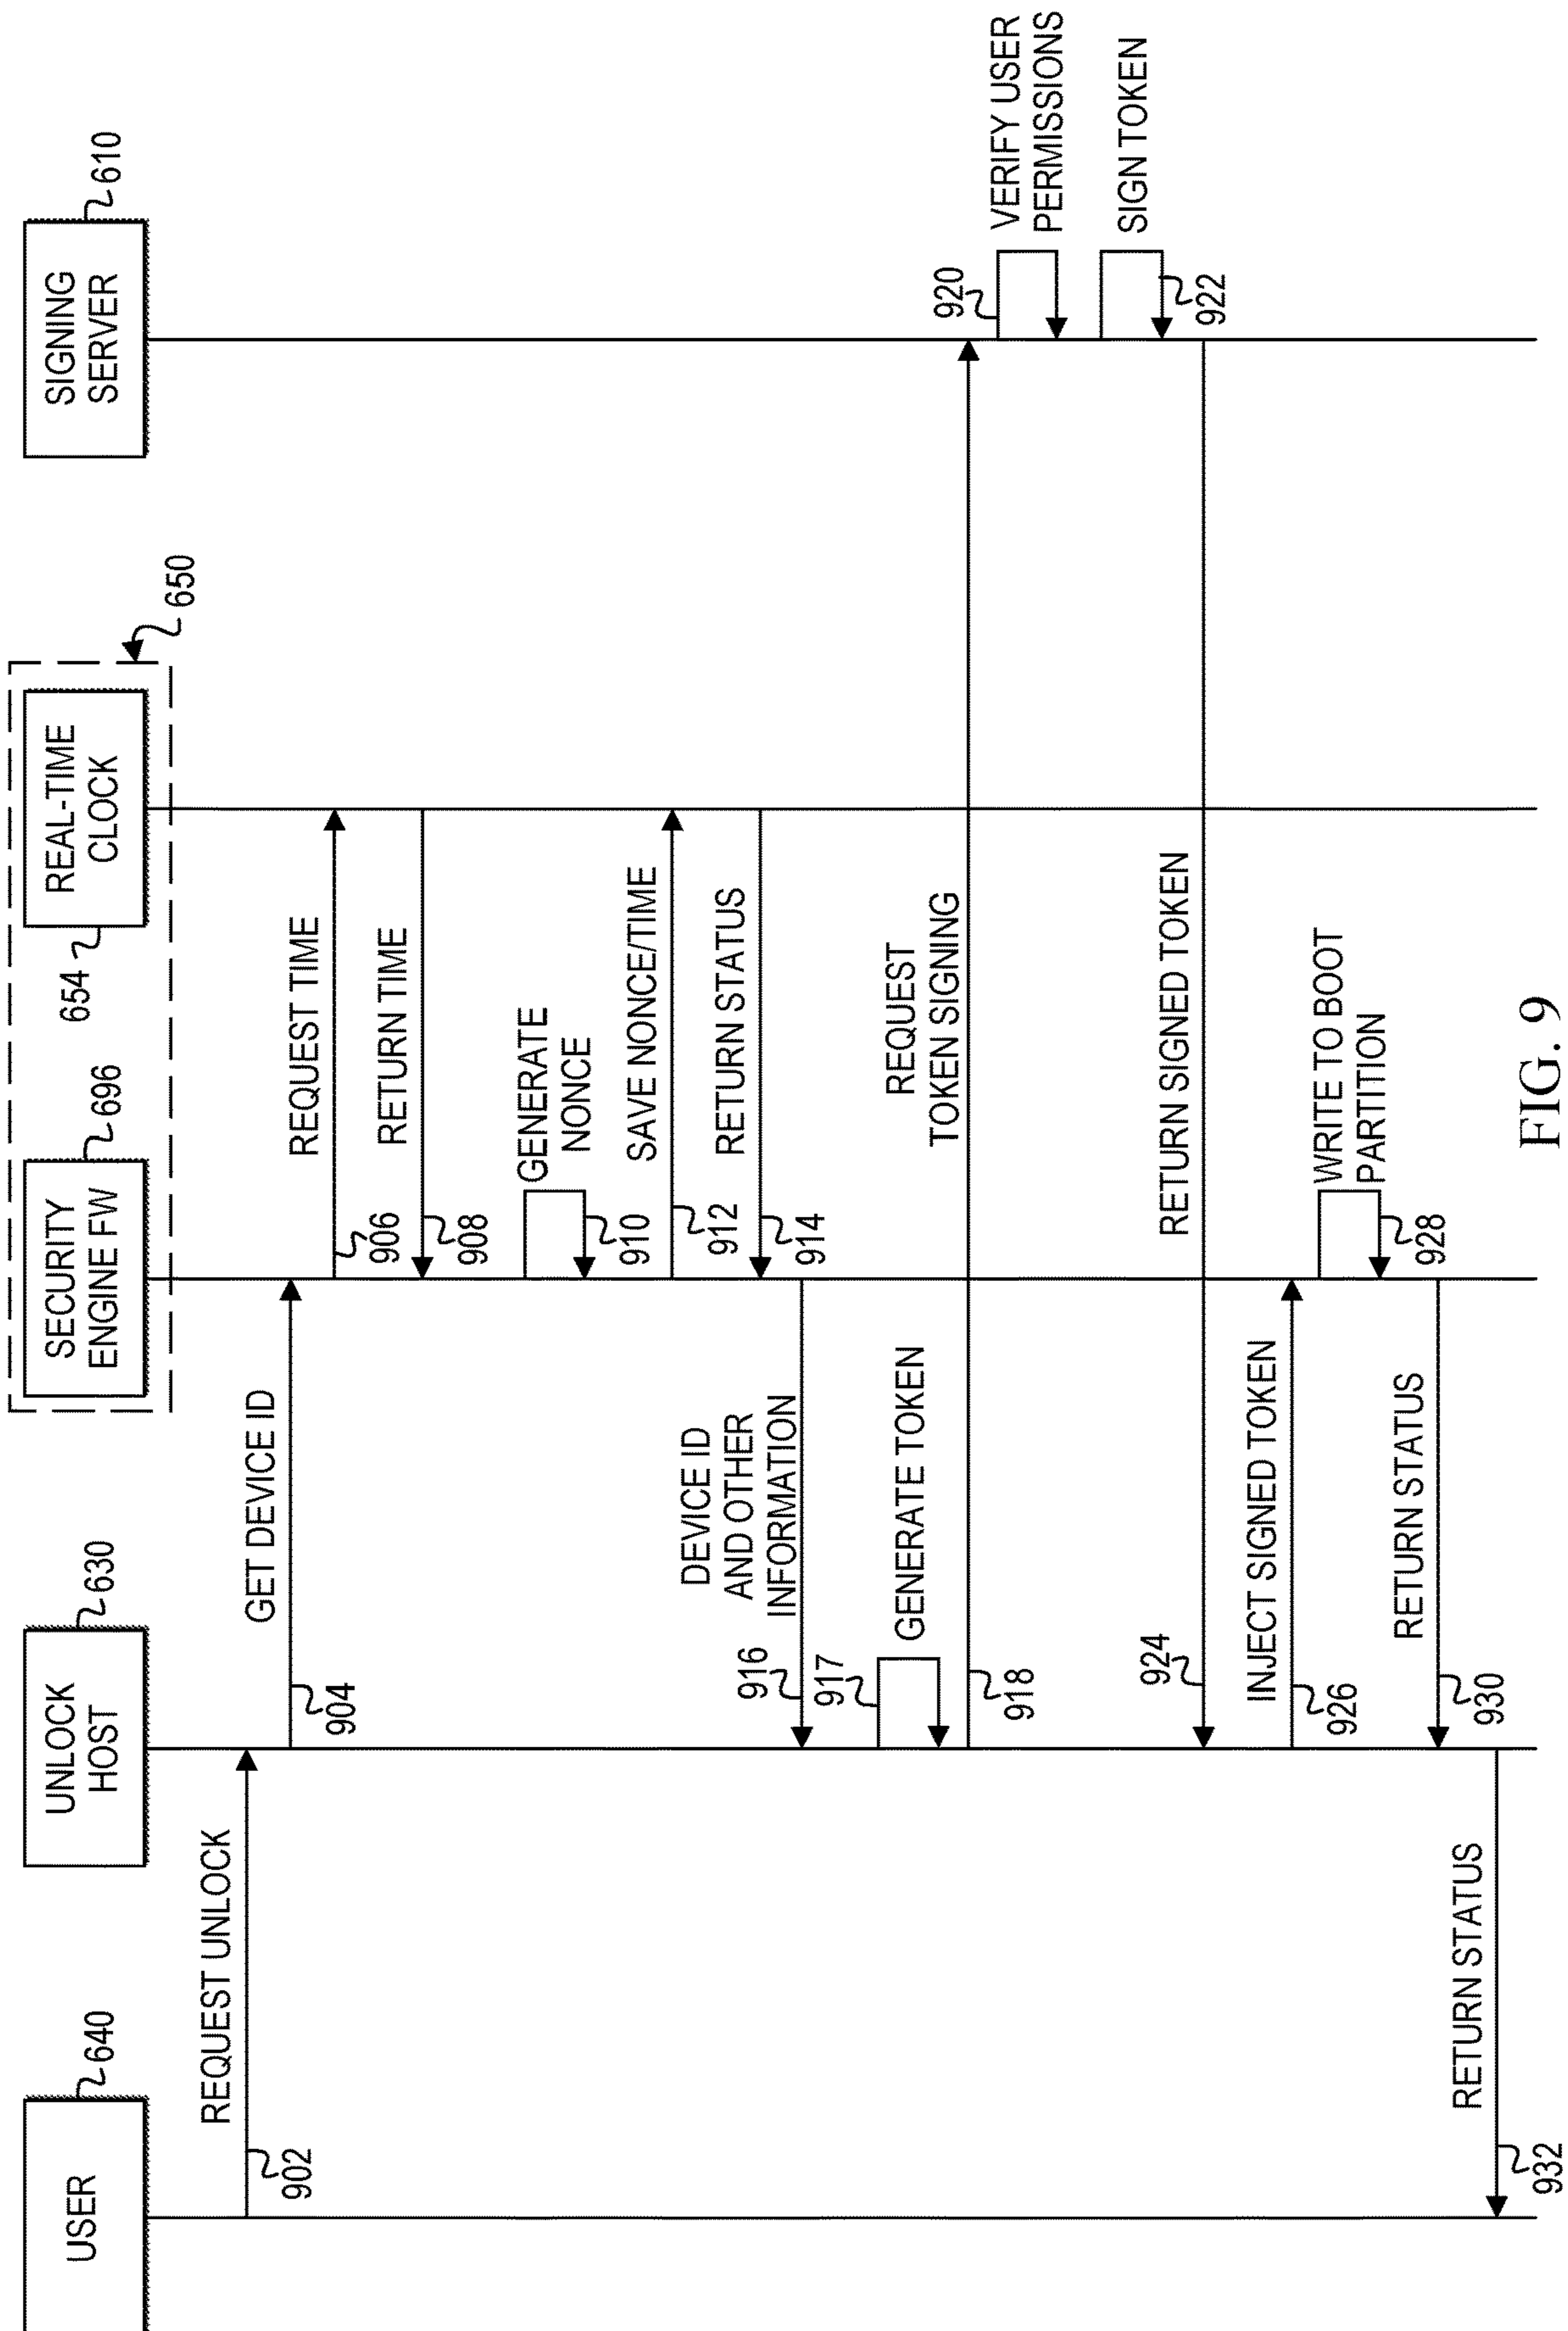 USER
640
UNLOCK
HOST
630
SECURITY
ENGINE FW
696
REAL-TIME
CLOCK
654
650
SIGNING
SERVER
610
REQUEST UNLOCK
902
GET DEVICE ID
904
REQUEST TIME
906
RETURN TIME
908
GENERATE
NONCE
910
SAVE NONCE/TIME
912
RETURN STATUS
914
DEVICE ID
AND OTHER
INFORMATION
916
GENERATE TOKEN
917
REQUEST
TOKEN SIGNING
918
VERIFY USER
PERMISSIONS
920
SIGN TOKEN
922
RETURN SIGNED TOKEN
924
INJECT SIGNED TOKEN
926
WRITE TO BOOT
PARTITION
928
RETURN STATUS
930
RETURN STATUS
932
FIG. 9